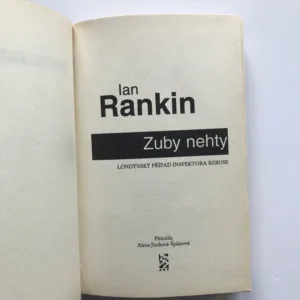 Ian
Rankin
Zuby nehty
LONDÝNSKÝ PŘÍPAD INSPEKTORA REBUSE
Přeložila
Alena Jindrová-Špilarová